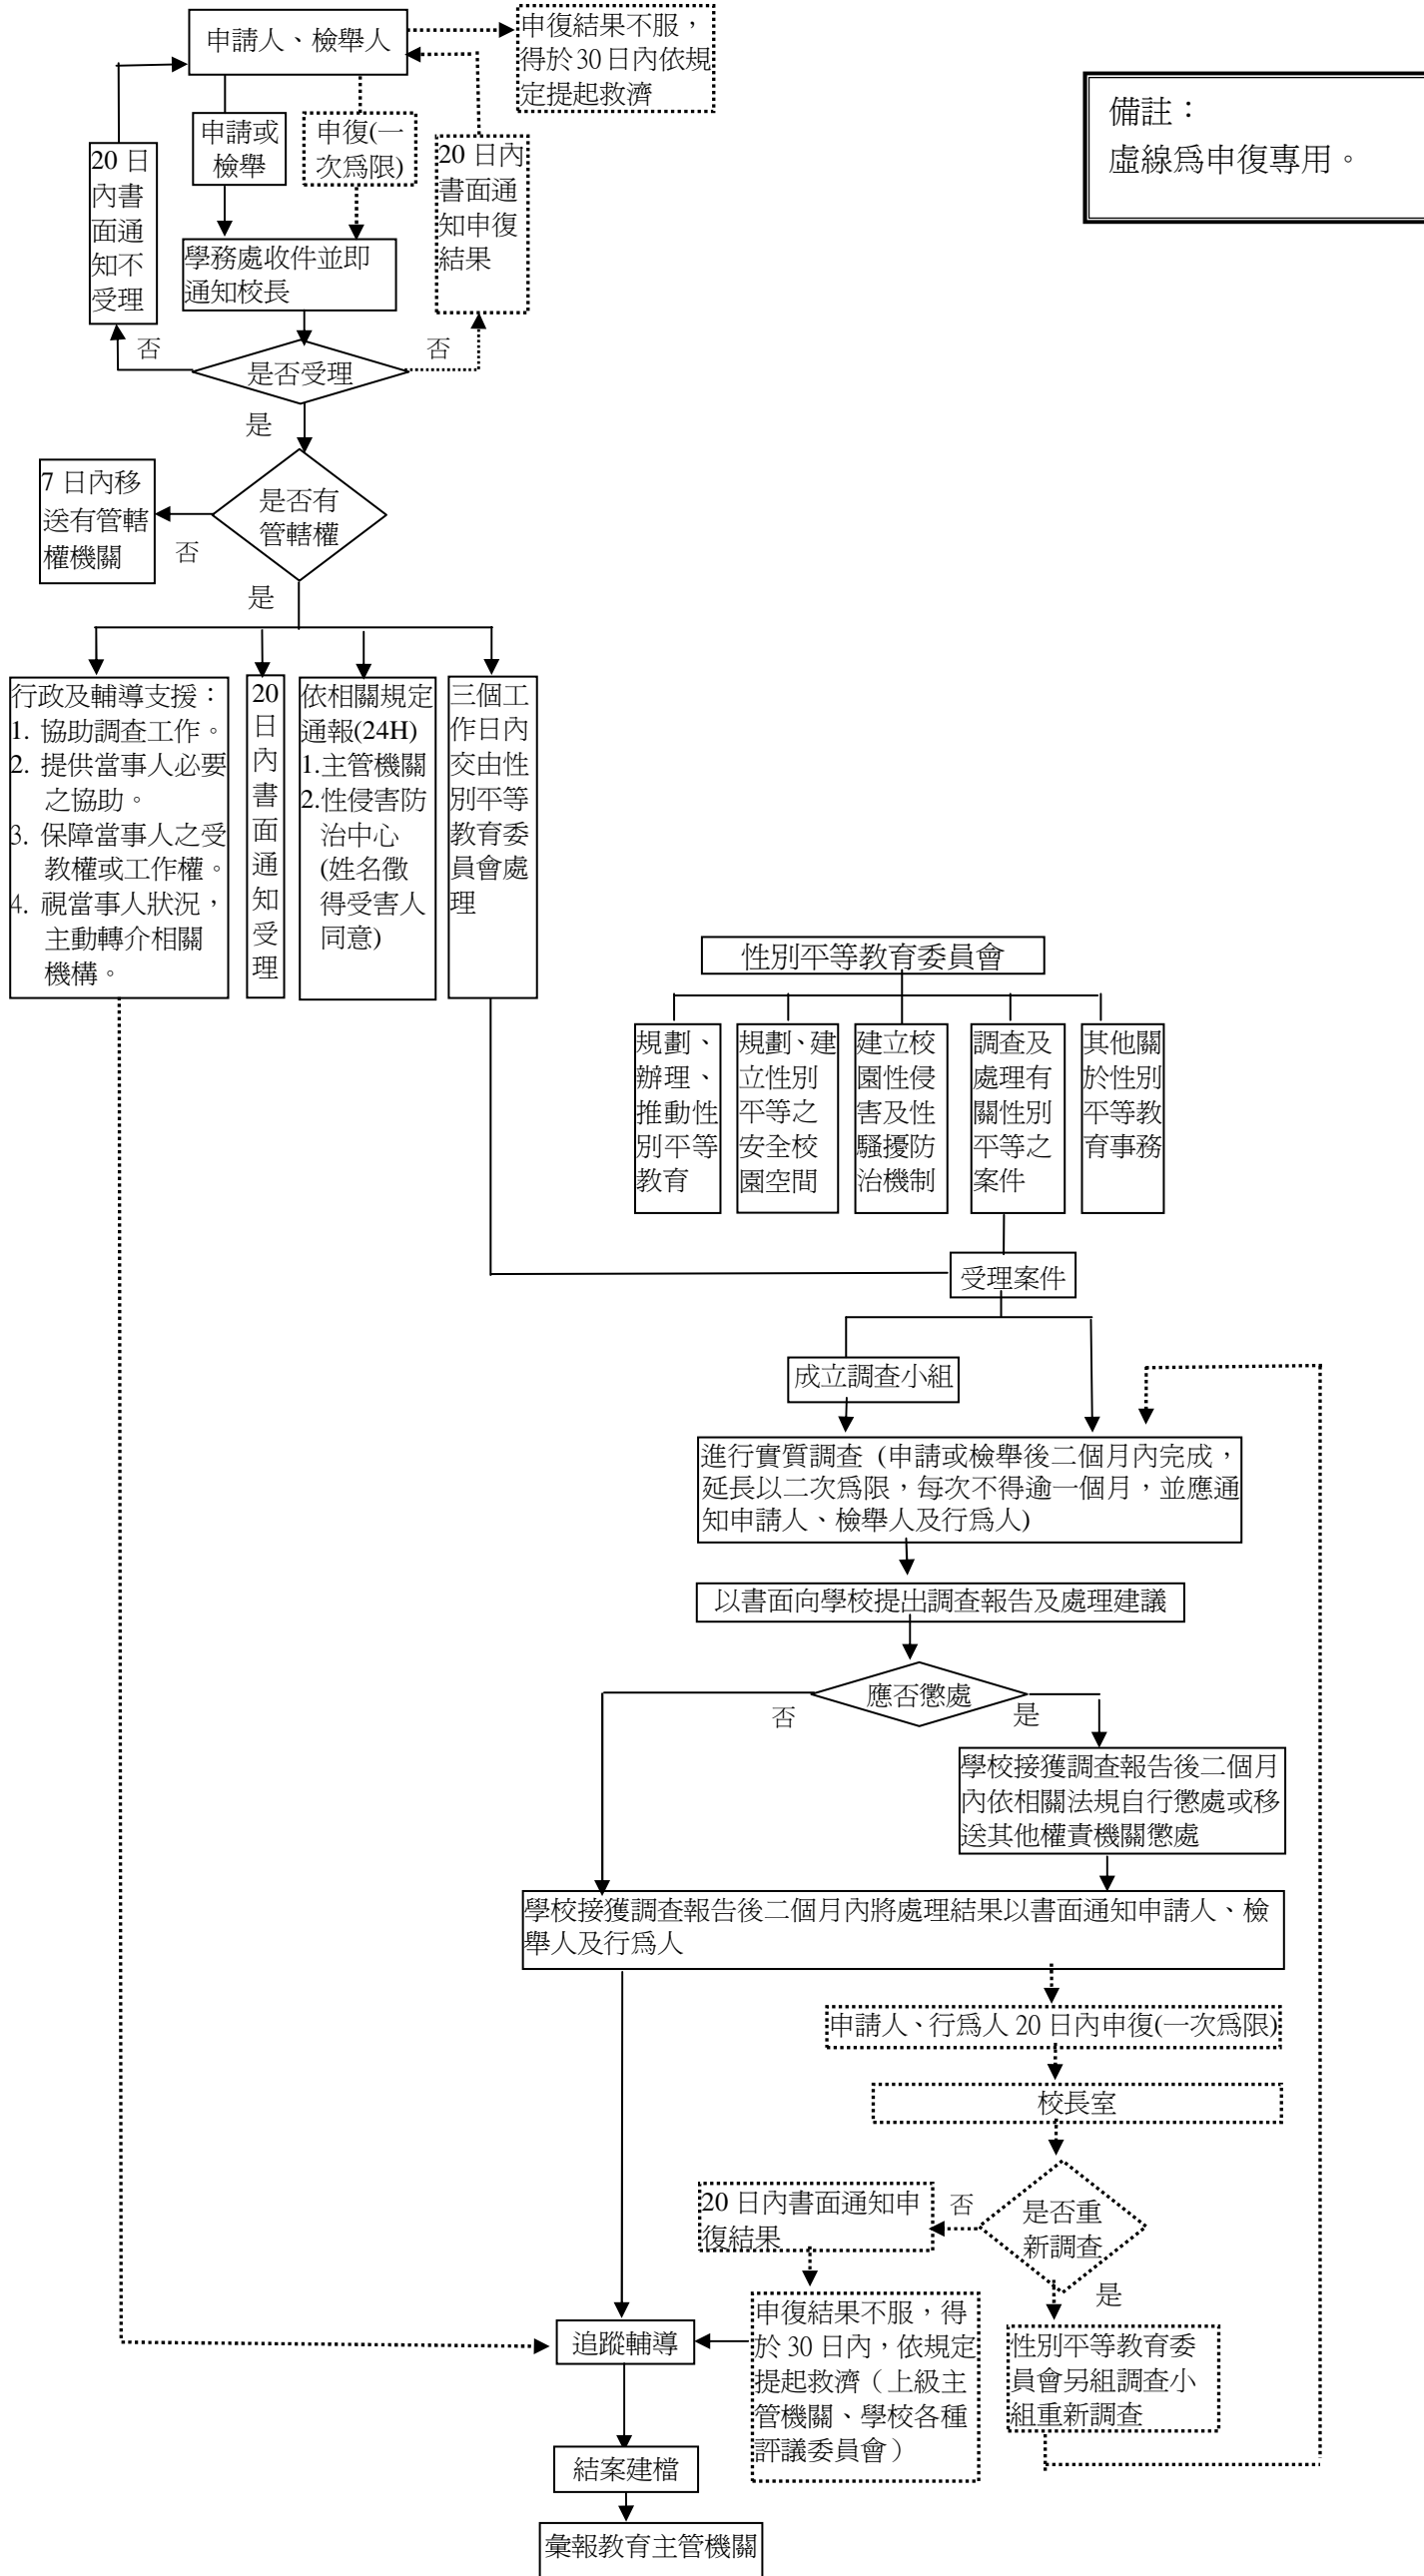 申請人、檢舉人
申復結果不服，
得於 30 日內依規
定提起救濟
備註：
虛線為申復專用。
申請或
檢舉
申復(一
次為限)
20 日
內書
面通
知不
受理
20 日內
書面通
知申復
結果
學務處收件並即
通知校長
否
否
是否受理
是
7 日內移
送有管轄
權機關
是否有
管轄權
否
是
行政及輔導支援：
1. 協助調查工作。
2. 提供當事人必要
之協助。
3. 保障當事人之受
教權或工作權。
4. 視當事人狀況，
主動轉介相關
機構。
20
日
內
書
面
通
知
受
理
依相關規定
通報(24H)
1.主管機關
2.性侵害防
治中心
(姓名徵
得受害人
同意)
三個工
作日內
交由性
別平等
教育委
員會處
理
性別平等教育委員會
規劃、
辦理、
推動性
別平等
教育
規劃、建
立性別
平等之
安全校
園空間
建立校
園性侵
害及性
騷擾防
治機制
調查及
處理有
關性別
平等之
案件
其他關
於性別
平等教
育事務
受理案件
成立調查小組
進行實質調查 (申請或檢舉後二個月內完成，
延長以二次為限，每次不得逾一個月，並應通
知申請人、檢舉人及行為人)
以書面向學校提出調查報告及處理建議
應否懲處
否
是
學校接獲調查報告後二個月
內依相關法規自行懲處或移
送其他權責機關懲處
學校接獲調查報告後二個月內將處理結果以書面通知申請人、檢
舉人及行為人
申請人、行為人 20 日內申復(一次為限)
校長室
20 日內書面通知申
復結果
否
是否重
新調查
是
申復結果不服，得
於 30 日內，依規定
提起救濟（上級主
管機關、學校各種
評議委員會）
性別平等教育委
員會另組調查小
組重新調查
追蹤輔導
結案建檔
彙報教育主管機關